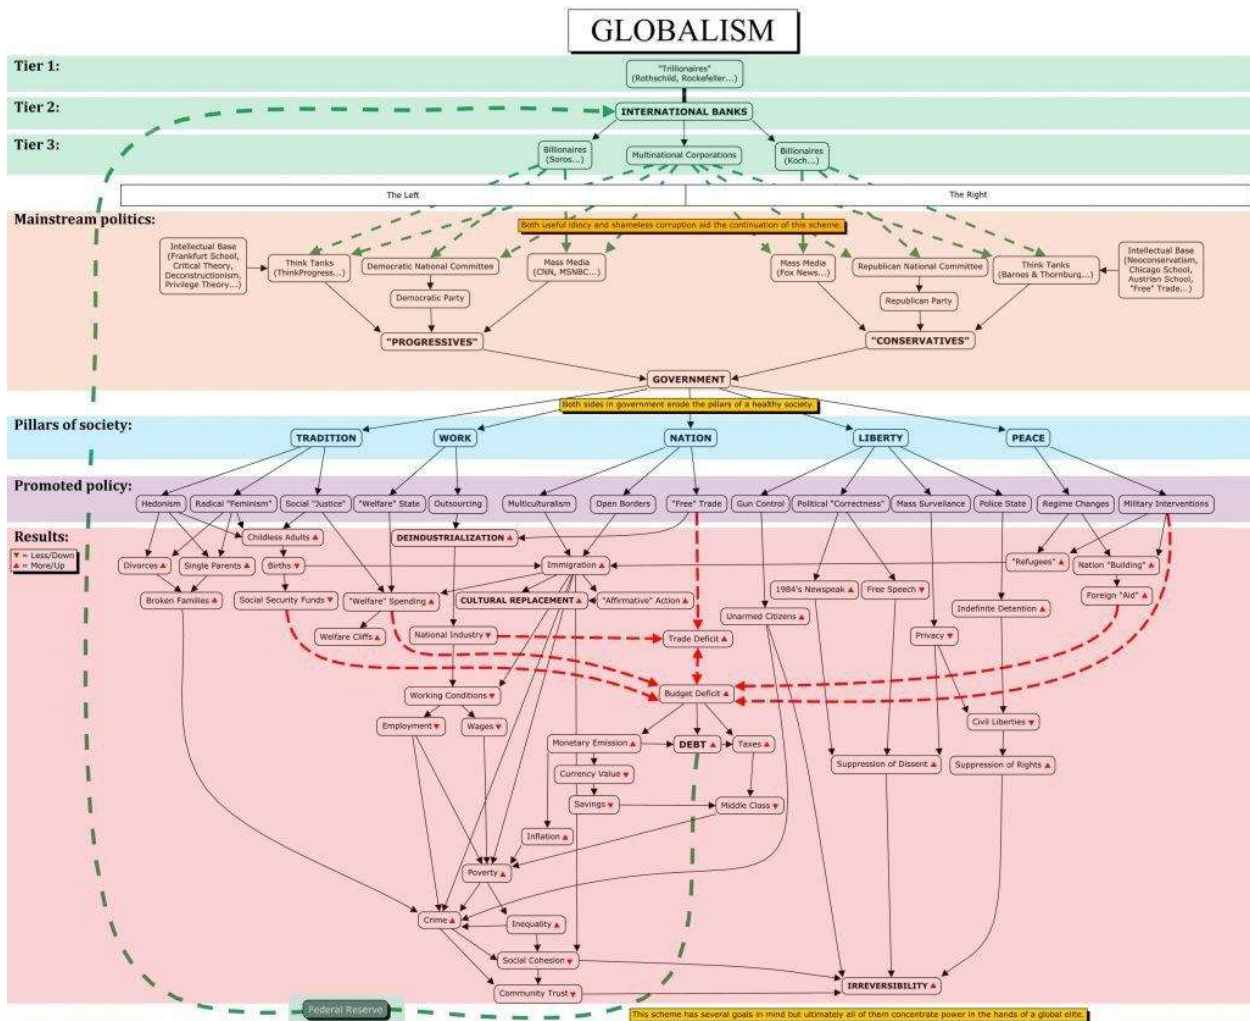 GLOBALISM
Tier 1:
"Trillionaires"
(Rothschild, Rockefeller...)
Tier 2:
INTERNATIONAL BANKS
Tier 3:
Billionaires
(Soros...)
Multinational Corporations
Billionaires
(Koch...)
The Left
The Right
Mainstream politics:
Both useful idiocy and shameless corruption aid the continuation of this scheme.
Intellectual Base
(Frankfurt School,
Critical Theory,
Deconstructionism,
Privilege Theory...)
Think Tanks
(ThinkProgress...)
Democratic National Committee
Mass Media
(CNN, MSNBC...)
Mass Media
(Fox News...)
Republican National Committee
Think Tanks
(Barnes & Thornburg...)
Intellectual Base
(Neoconservatism,
Chicago School,
Austrian School,
"Free" Trade...)
Democratic Party
Republican Party
"PROGRESSIVES"
"CONSERVATIVES"
GOVERNMENT
Both sides in government erode the pillars of a healthy society.
Pillars of society:
TRADITION
WORK
NATION
LIBERTY
PEACE
Promoted policy:
Hedonism
Radical "Feminism"
Social "Justice"
"Welfare" State
Outsourcing
Multiculturalism
Open Borders
"Free" Trade
Gun Control
Political "Correctness"
Mass Surveillance
Police State
Regime Changes
Military Interventions
Results:
▼ = Less/Down
▲ = More/Up
Childless Adults ▲
DEINDUSTRIALIZATION ▲
Divorces ▲
Single Parents ▲
Births ▼
Immigration ▲
"Refugees" ▲
Nation "Building" ▲
Broken Families ▲
Social Security Funds ▼
"Welfare" Spending ▲
CULTURAL REPLACEMENT ▲
"Affirmative" Action ▲
1984's Newspeak ▲
Free Speech ▼
Foreign "Aid" ▲
Indefinite Detention ▲
Unarmed Citizens ▲
Welfare Cliffs ▲
National Industry ▼
Trade Deficit ▲
Privacy ▼
Working Conditions ▼
Budget Deficit ▲
Employment ▼
Wages ▼
Civil Liberties ▼
Monetary Emission ▲
DEBT ▲
Taxes ▲
Suppression of Dissent ▲
Suppression of Rights ▲
Currency Value ▼
Savings ▼
Middle Class ▼
Inflation ▲
Poverty ▲
Crime ▲
Inequality ▲
Social Cohesion ▼
Community Trust ▼
IRREVERSIBILITY ▲
Federal Reserve
This scheme has several goals in mind but ultimately all of them concentrate power in the hands of a global elite.